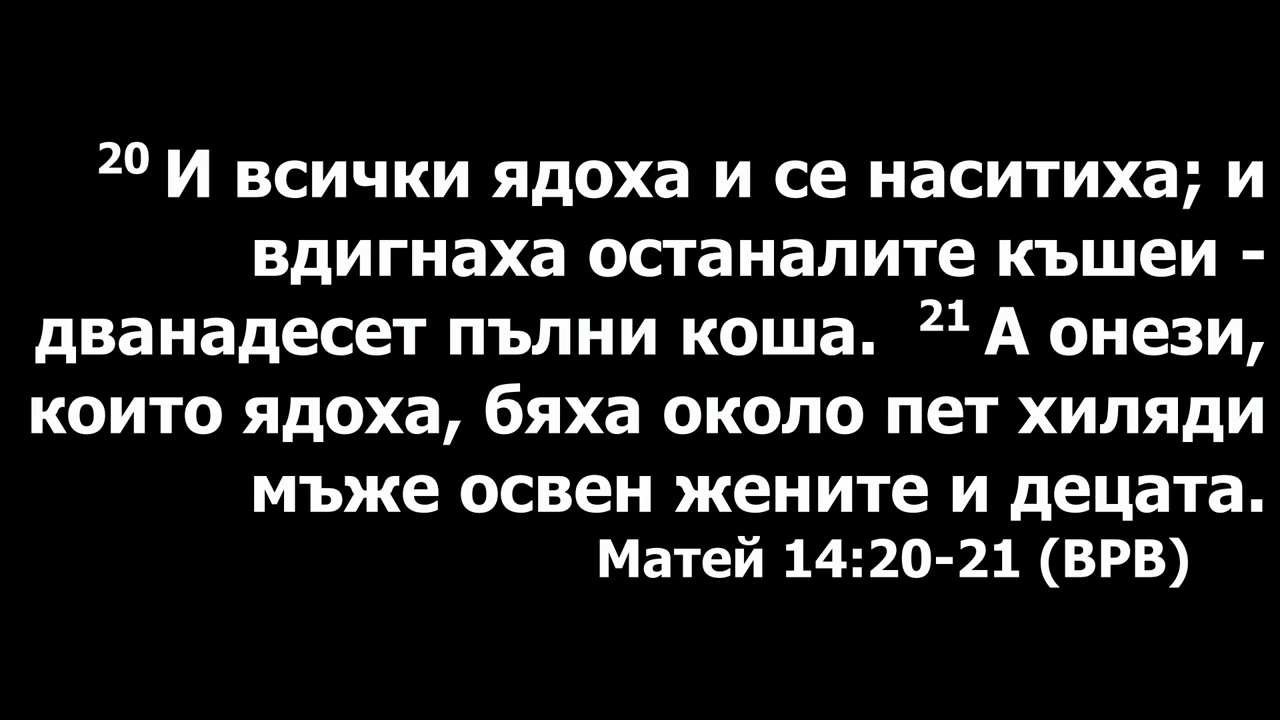 20 И всички ядоха и се наситиха; и
вдигнаха останалите къшеи -
дванадесет пълни коша. 21 А онези,
които ядоха, бяха около пет хиляди
мъже освен жените и децата.
Матей 14:20-21 (ВРВ)